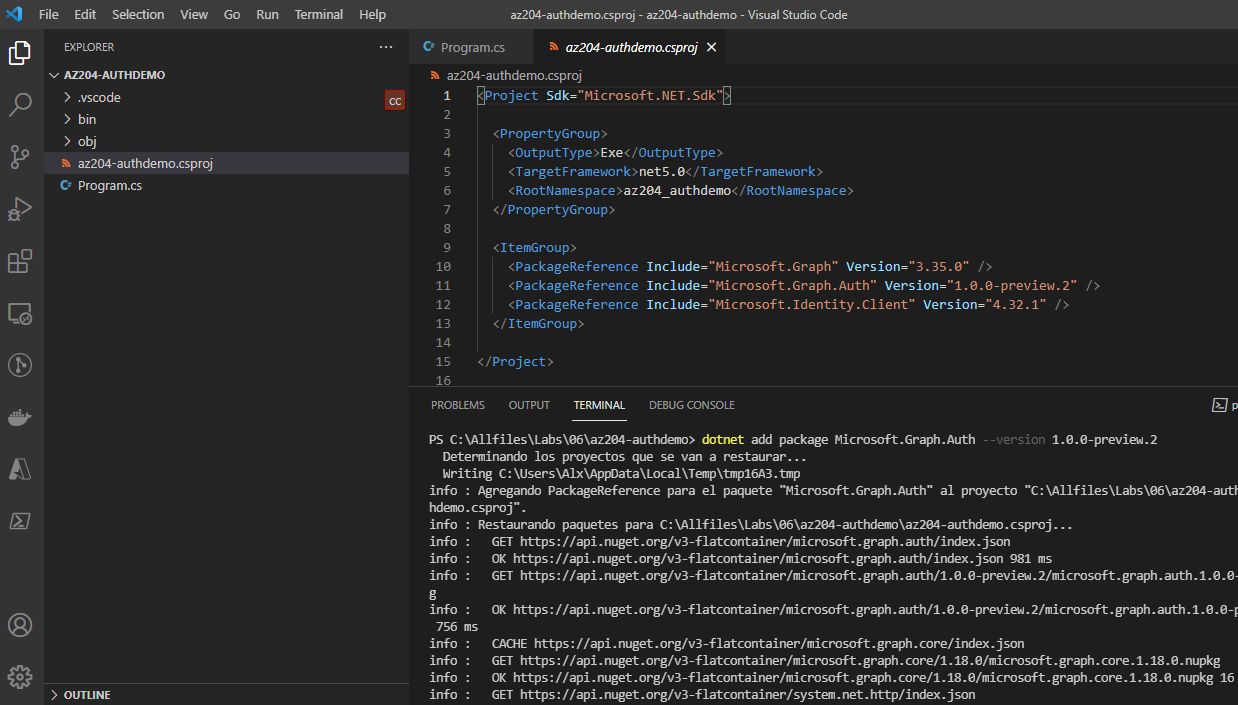 File Edit Selection View Go Run Terminal Help
az204-authdemo.csproj - az204-authdemo - Visual Studio Code
EXPLORER
AZ204-AUTHDEMO
.vscode
CC
bin
obj
az204-authdemo.csproj
Program.cs
OUTLINE
Program.cs
az204-authdemo.csproj
az204-authdemo.csproj
1 <Project Sdk="Microsoft.NET.Sdk">
2
3 <PropertyGroup>
4 <OutputType>Exe</OutputType>
5 <TargetFramework>net5.0</TargetFramework>
6 <RootNamespace>az204_authdemo</RootNamespace>
7 </PropertyGroup>
8
9 <ItemGroup>
10 <PackageReference Include="Microsoft.Graph" Version="3.35.0" />
11 <PackageReference Include="Microsoft.Graph.Auth" Version="1.0.0-preview.2" />
12 <PackageReference Include="Microsoft.Identity.Client" Version="4.32.1" />
13 </ItemGroup>
14
15 </Project>
16
PROBLEMS OUTPUT TERMINAL DEBUG CONSOLE
p
PS C:\Allfiles\Labs\06\az204-authdemo> dotnet add package Microsoft.Graph.Auth --version 1.0.0-preview.2
Determinando los proyectos que se van a restaurar...
Writing C:\Users\Alx\AppData\Local\Temp\tmp16A3.tmp
info : Agregando PackageReference para el paquete "Microsoft.Graph.Auth" al proyecto "C:\Allfiles\Labs\06\az204-aut
hdemo.csproj".
info : Restaurando paquetes para C:\Allfiles\Labs\06\az204-authdemo\az204-authdemo.csproj...
info : GET https://api.nuget.org/v3-flatcontainer/microsoft.graph.auth/index.json
info : OK https://api.nuget.org/v3-flatcontainer/microsoft.graph.auth/index.json 981 ms
info : GET https://api.nuget.org/v3-flatcontainer/microsoft.graph.auth/1.0.0-preview.2/microsoft.graph.auth.1.0.0-
g
info : OK https://api.nuget.org/v3-flatcontainer/microsoft.graph.auth/1.0.0-preview.2/microsoft.graph.auth.1.0.0-p
756 ms
info : CACHE https://api.nuget.org/v3-flatcontainer/microsoft.graph.core/index.json
info : GET https://api.nuget.org/v3-flatcontainer/microsoft.graph.core/1.18.0/microsoft.graph.core.1.18.0.nupkg
info : OK https://api.nuget.org/v3-flatcontainer/microsoft.graph.core/1.18.0/microsoft.graph.core.1.18.0.nupkg 16
info : GET https://api.nuget.org/v3-flatcontainer/system.net.http/index.json